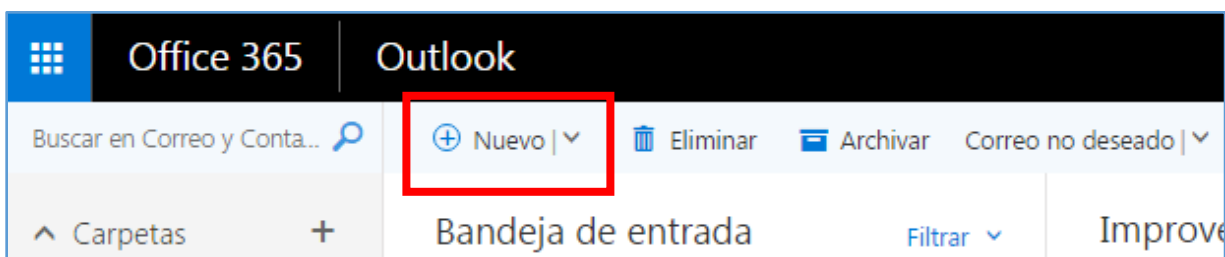 Office 365 Outlook
Buscar en Correo y Conta... Nuevo | Eliminar Archivar Correo no deseado |
Carpetas + Bandeja de entrada Filtrar Improve